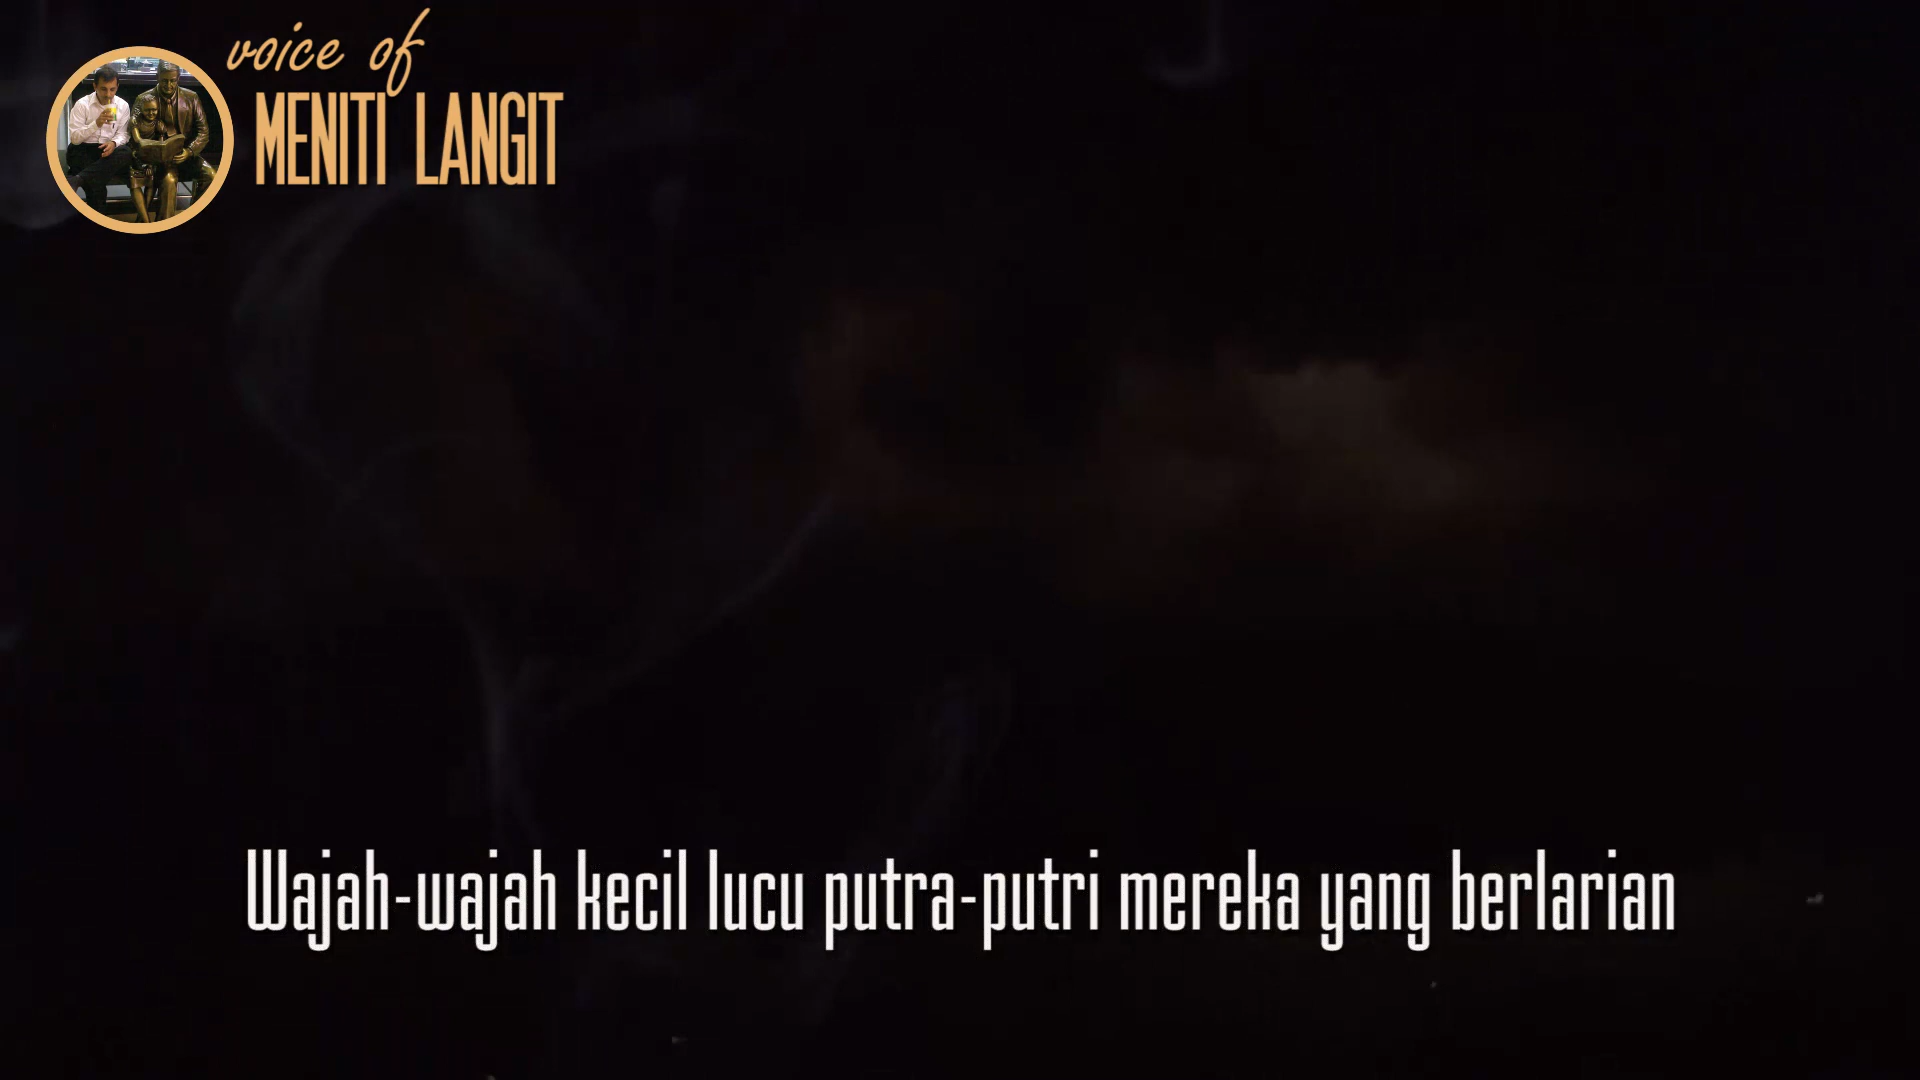 voice of
MENITI LANGIT
Wajah-wajah kecil lucu putra-putri mereka yang berlarian